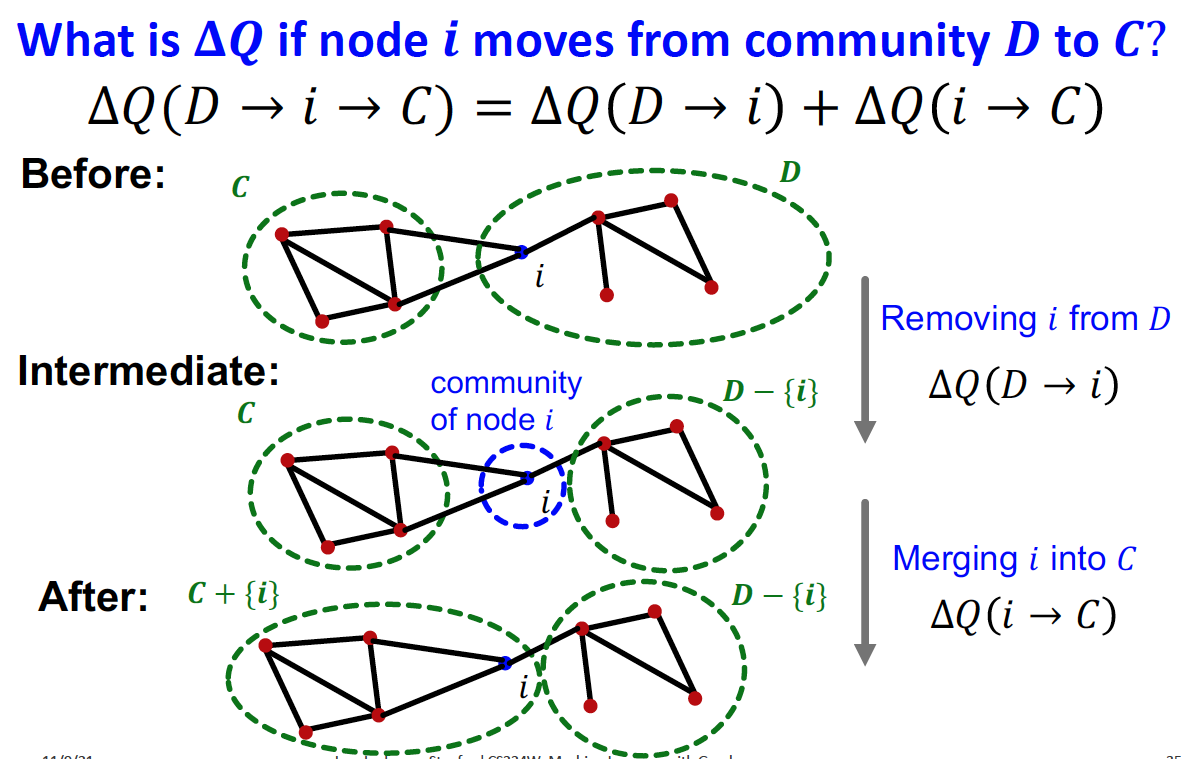 What is ΔQ if node i moves from community D to C?
ΔQ(D → i → C) = ΔQ(D → i) + ΔQ(i → C)
Before:
C
D
i
Removing i from D
ΔQ(D → i)
Intermediate:
community
of node i
C
D − {i}
i
Merging i into C
ΔQ(i → C)
After:
C + {i}
D − {i}
i